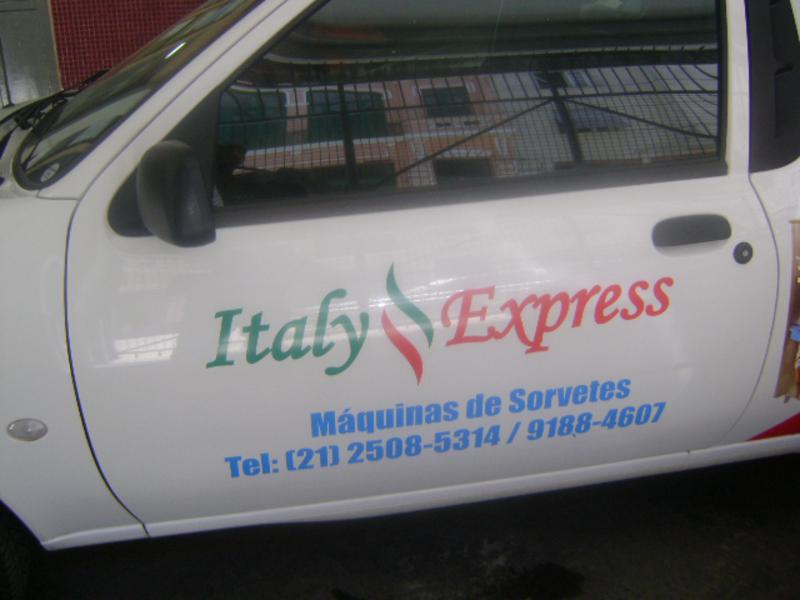 Italy Express
Máquinas de Sorvetes
Tel: (21) 2508-5314 / 9188-4607